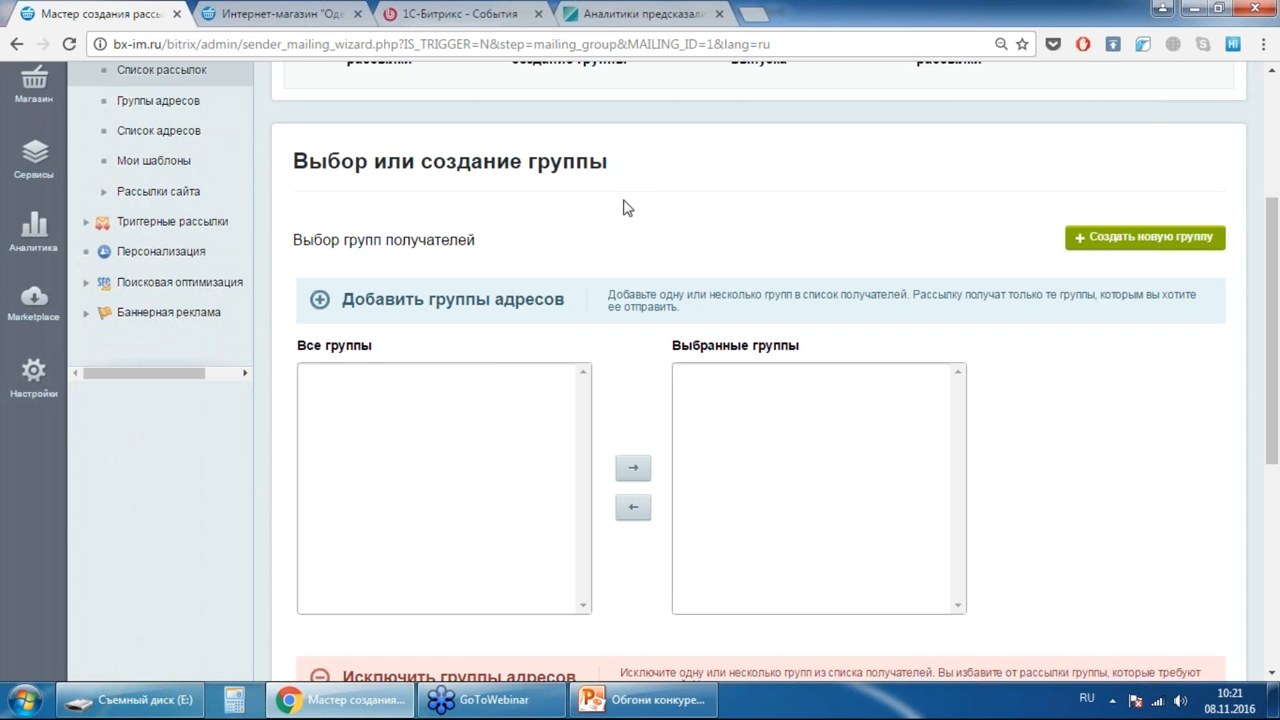 Мастер создания рассы
Интернет-магазин "Оде
1С-Битрикс - События
Аналитики предсказали
bx-im.ru/bitrix/admin/sender_mailing_wizard.php?IS_TRIGGER=N&step=mailing_group&MAILING_ID=1&lang=ru
Hi
рассылки создание группы выпуска рассылки
Магазин
Сервисы
Аналитика
Marketplace
Настройки
Список рассылок
Группы адресов
Список адресов
Мои шаблоны
Рассылки сайта
Триггерные рассылки
Персонализация
SEO Поисковая оптимизация
Баннерная реклама
Выбор или создание группы
Выбор групп получателей
+ Создать новую группу
Добавить группы адресов
Добавьте одну или несколько групп в список получателей. Рассылку получат только те группы, которым вы хотите
ее отправить.
Все группы
Выбранные группы
Исключить группы адресов
Исключите одну или несколько групп из списка получателей. Вы избавите от рассылки группы, которые требуют
Съемный диск (E:)
Мастер создания...
GoToWebinar
Обгони конкуре...
RU
10:21
08.11.2016